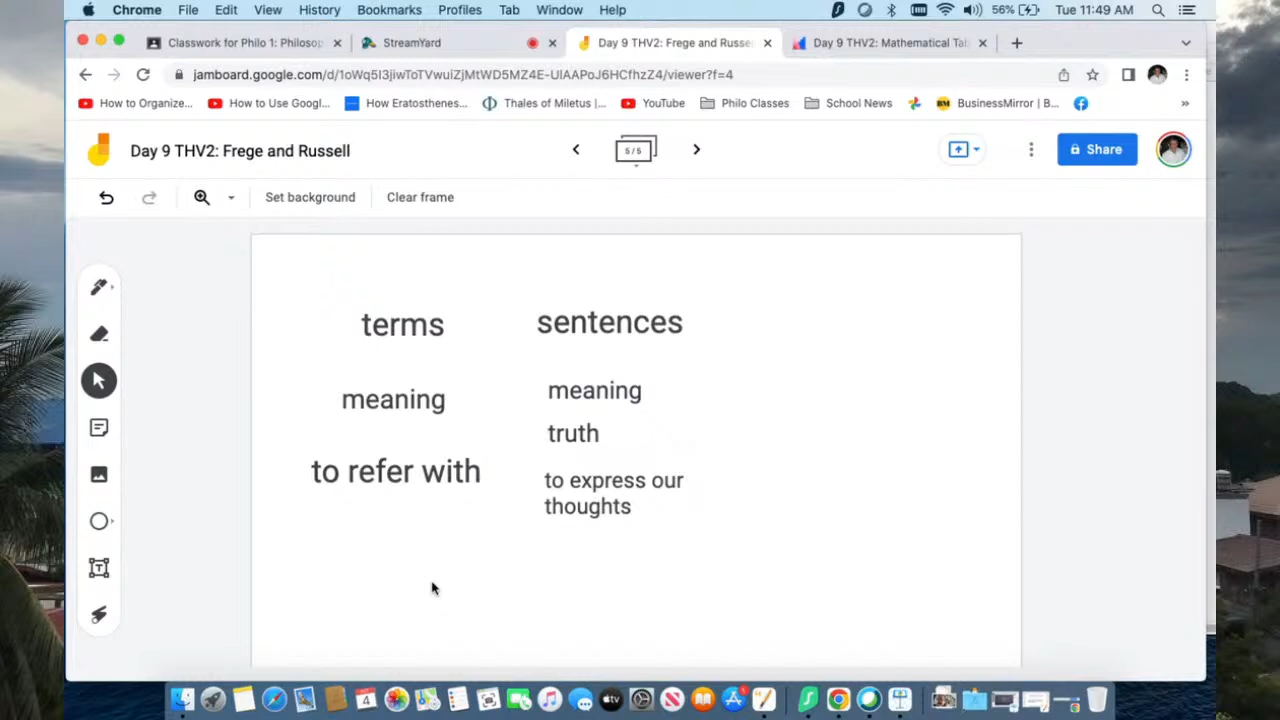 Chrome File Edit View History Bookmarks Profiles Tab Window Help 56% Tue 11:49 AM
Classwork for Philo 1: Philosop StreamYard Day 9 THV2: Frege and Russe Day 9 THV2: Mathematical Tal
jamboard.google.com/d/1oWq5I3jiwToTVwuiZjMtWD5MZ4E-UIAAPoJ6HCfhzZ4/viewer?f=4
How to Organize... How to Use Googl... How Eratosthenes... Thales of Miletus |... YouTube Philo Classes School News BusinessMirror | B... »
Day 9 THV2: Frege and Russell 5 / 5 Share
Set background Clear frame
terms sentences
meaning meaning
truth
to refer with to express our
thoughts